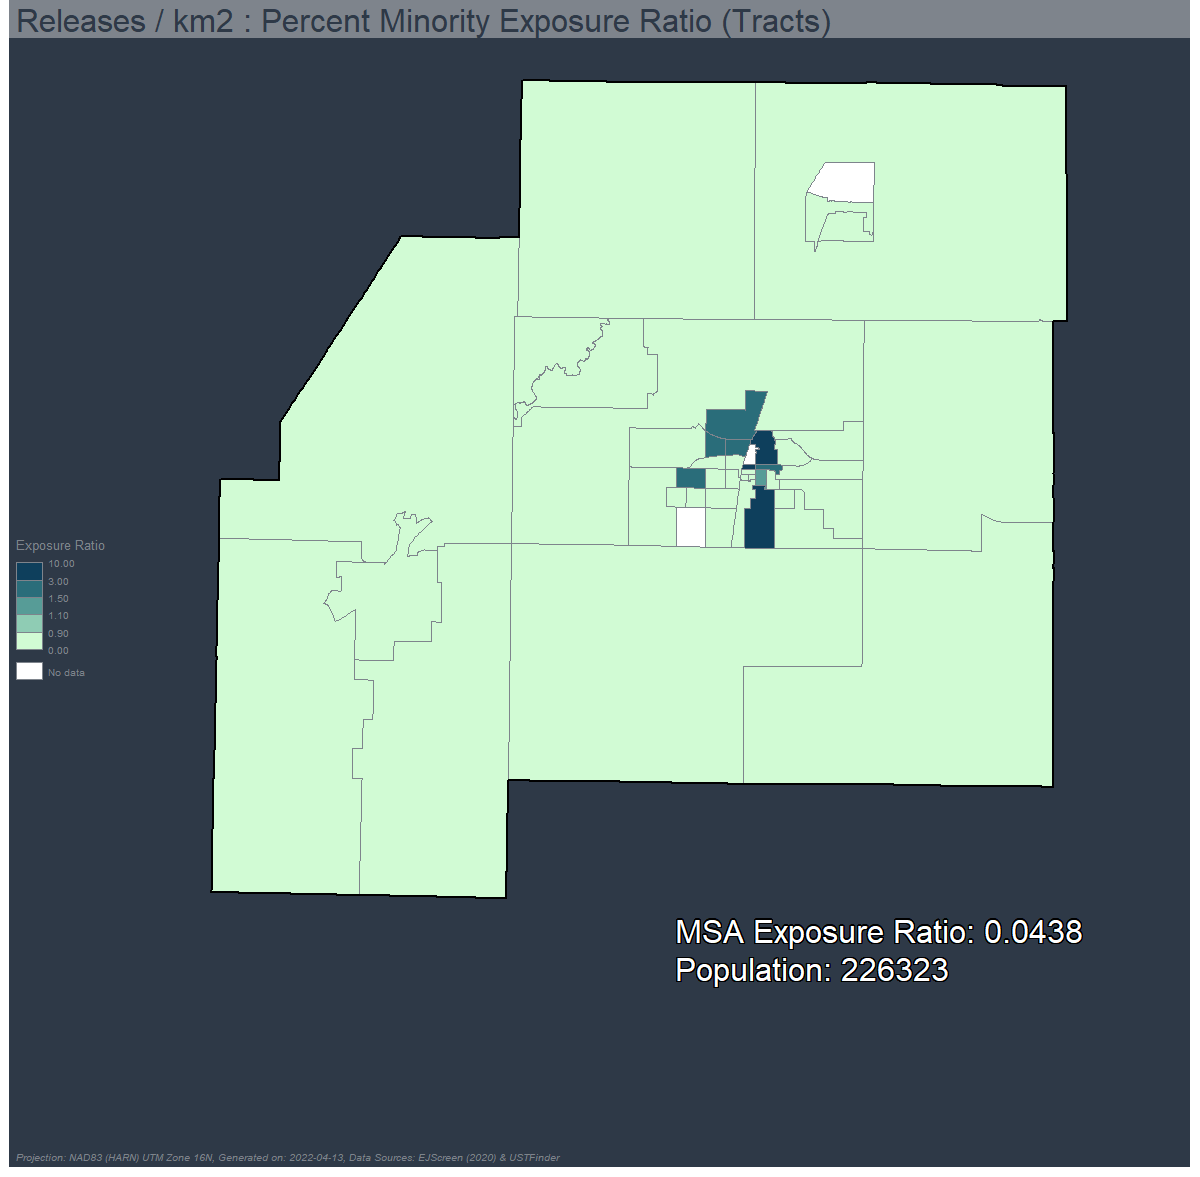 Releases / km2 : Percent Minority Exposure Ratio (Tracts)
Exposure Ratio
10.00
3.00
1.50
1.10
0.90
0.00
No data
MSA Exposure Ratio: 0.0438
Population: 226323
Projection: NAD83 (HARN) UTM Zone 16N, Generated on: 2022-04-13, Data Sources: EJScreen (2020) & USTFinder